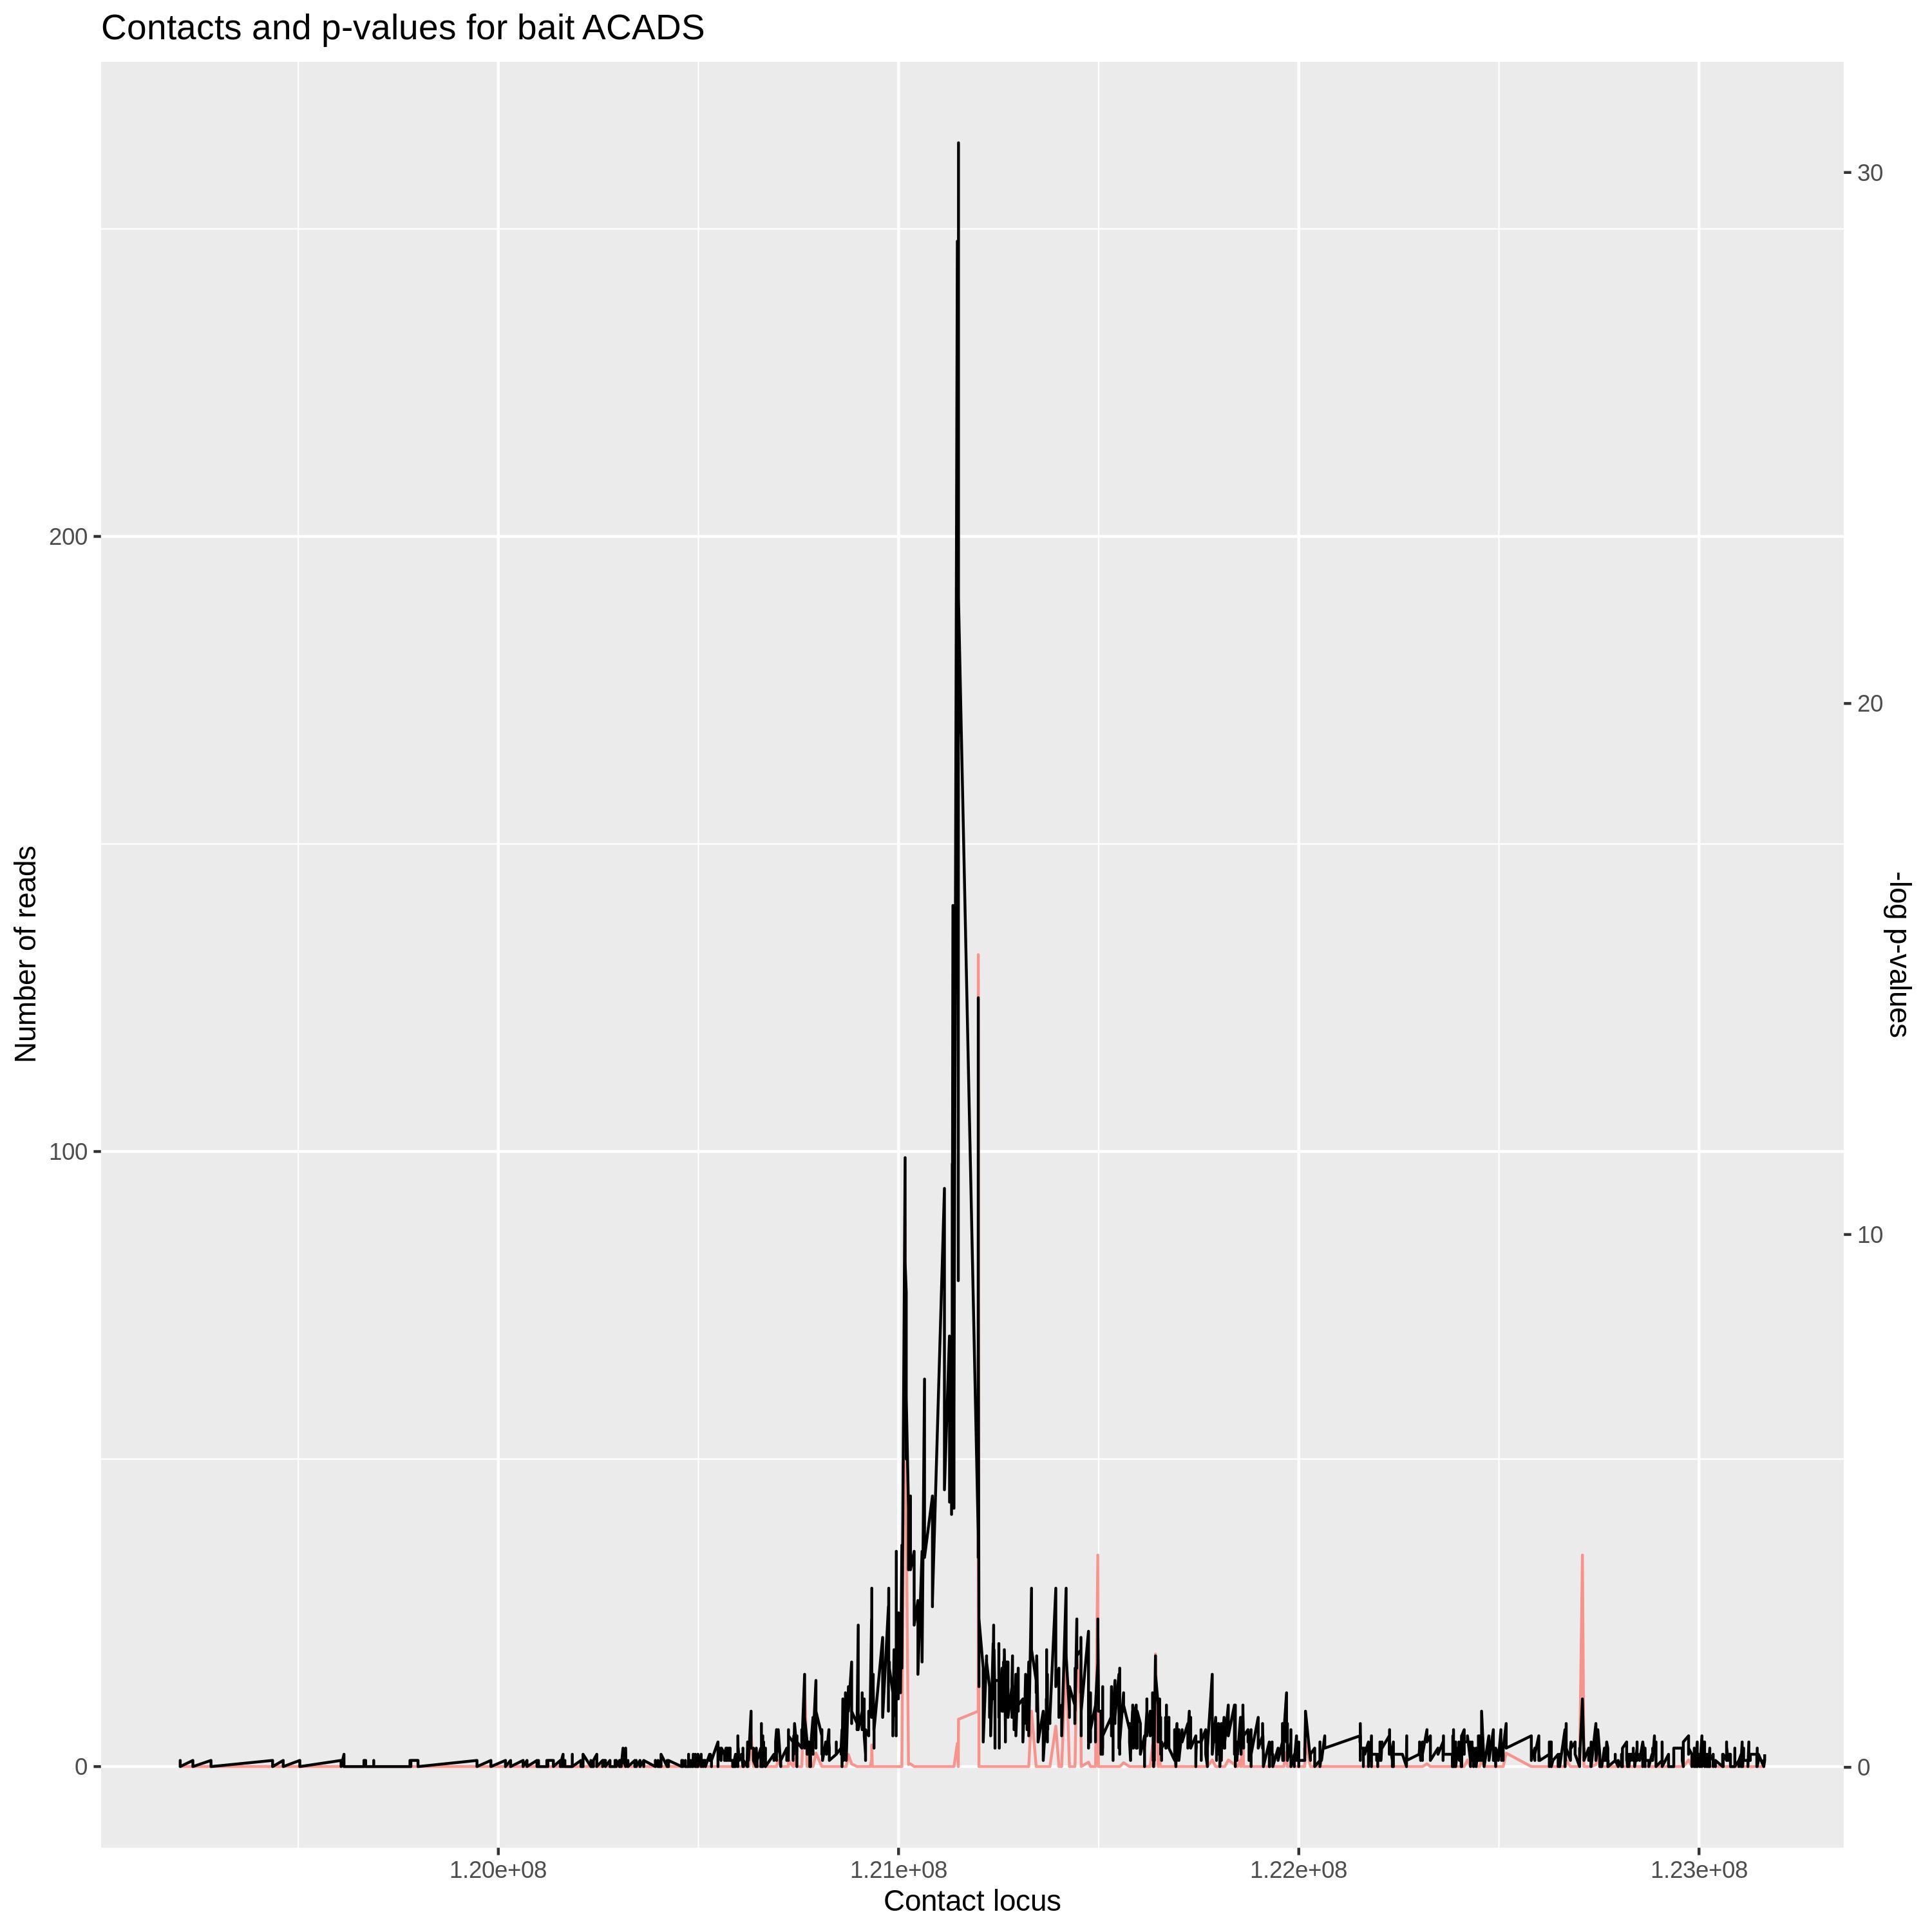 Contacts and p-values for bait ACADS
30
200
20
Number of reads
-log p-values
100
10
0
0
1.20e+08
1.21e+08
1.22e+08
1.23e+08
Contact locus